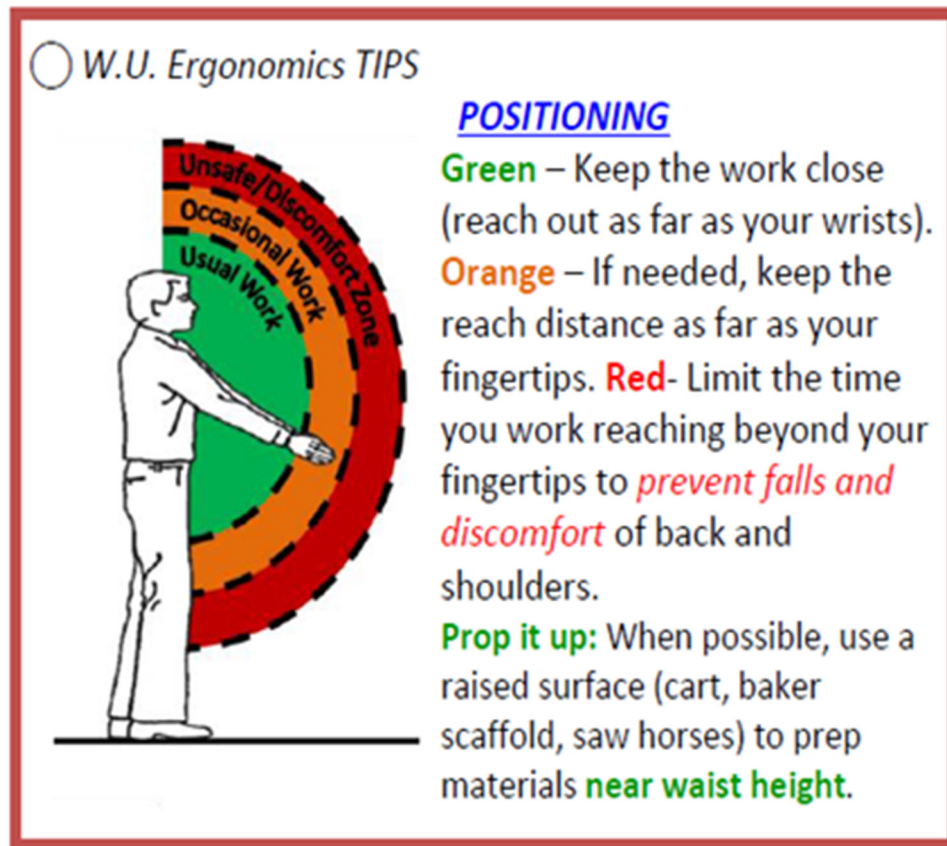 W.U. Ergonomics TIPS
Unsafe/Discomfort Zone
Occasional Work
Usual Work
POSITIONING
Green – Keep the work close
(reach out as far as your wrists).
Orange – If needed, keep the
reach distance as far as your
fingertips. Red- Limit the time
you work reaching beyond your
fingertips to prevent falls and
discomfort of back and
shoulders.
Prop it up: When possible, use a
raised surface (cart, baker
scaffold, saw horses) to prep
materials near waist height.